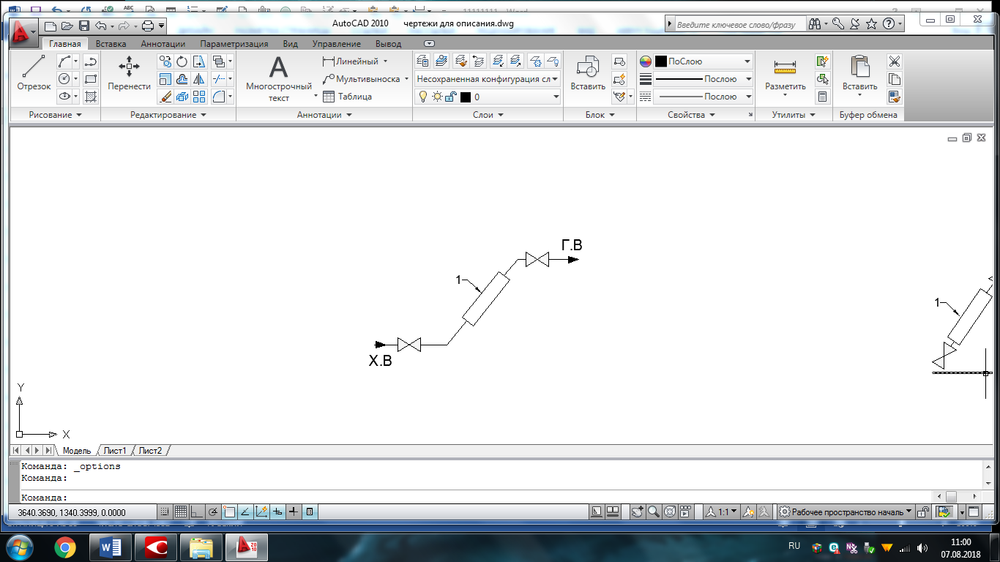 11111111 - Word
AutoCAD 2010 чертежи для описания.dwg
Введите ключевое слово/фразу
Главная Вставка Аннотации Параметризация Вид Управление Вывод
Отрезок
Перенести
A
Многострочный текст
Линейный
Мультивыноска
Таблица
Несохраненная конфигурация сл
0
Вставить
ПоСлою
Послою
Послою
Разметить
Вставить
Рисование Редактирование Аннотации Слои Блок Свойства Утилиты Буфер обмена
Г.В
1
Х.В
1
Y
X
Модель Лист1 Лист2
Команда: _options
Команда:
Команда:
3640.3690, 1340.3999, 0.0000
1:1
Рабочее пространство началь
RU
11:00
07.08.2018